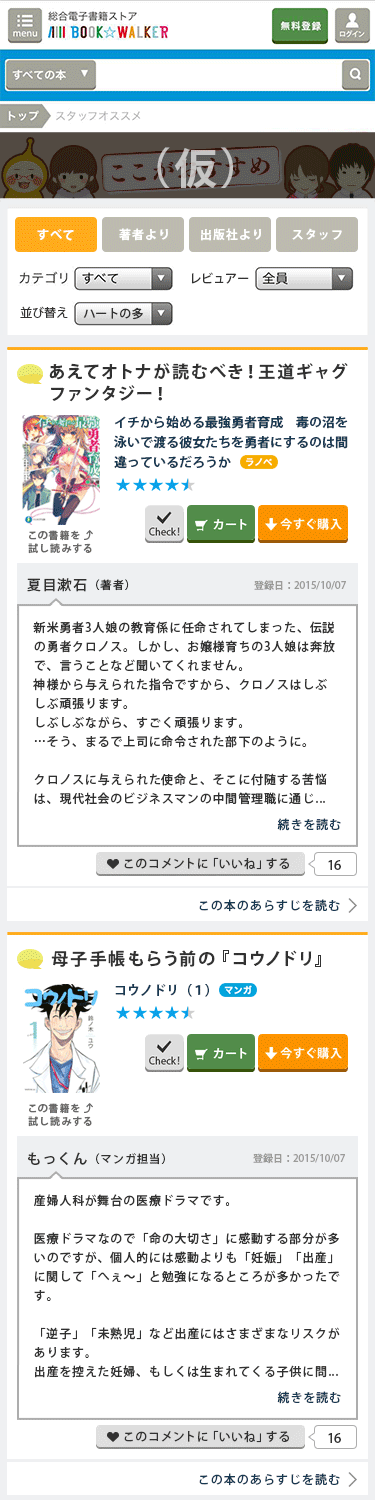 menu
総合電子書籍ストア
BOOK☆WALKER
無料登録
ログイン
すべての本
トップ
スタッフオススメ
ここがおすすめ
（仮）
すべて
著者より
出版社より
スタッフ
カテゴリ すべて
レビュアー 全員
並び替え ハートの多
あえてオトナが読むべき！王道ギャグ
ファンタジー！
イチから始める最強勇者育成　毒の沼を
泳いで渡る彼女たちを勇者にするのは間
違っているだろうか ラノベ
この書籍を
試し読みする
Check!
カート
今すぐ購入
夏目漱石（著者）
登録日：2015/10/07
新米勇者3人娘の教育係に任命されてしまった、伝説
の勇者クロノス。しかし、お嬢様育ちの3人娘は奔放
で、言うことなど聞いてくれません。
神様から与えられた指令ですから、クロノスはしぶ
しぶ頑張ります。
しぶしぶながら、すごく頑張ります。
…そう、まるで上司に命令された部下のように。
クロノスに与えられた使命と、そこに付随する苦悩
は、現代社会のビジネスマンの中間管理職に通じ...
続きを読む
このコメントに「いいね」する
16
この本のあらすじを読む
母子手帳もらう前の『コウノドリ』
コウノドリ
1
鈴ノ木 ユウ
コウノドリ（1） マンガ
この書籍を
試し読みする
Check!
カート
今すぐ購入
もっくん（マンガ担当）
登録日：2015/10/07
産婦人科が舞台の医療ドラマです。
医療ドラマなので「命の大切さ」に感動する部分が多
いのですが、個人的には感動よりも「妊娠」「出産」
に関して「へぇ〜」と勉強になるところが多かったで
す。
「逆子」「未熟児」など出産にはさまざまなリスクが
あります。
出産を控えた妊婦、もしくは生まれてくる子供に問...
続きを読む
このコメントに「いいね」する
16
この本のあらすじを読む